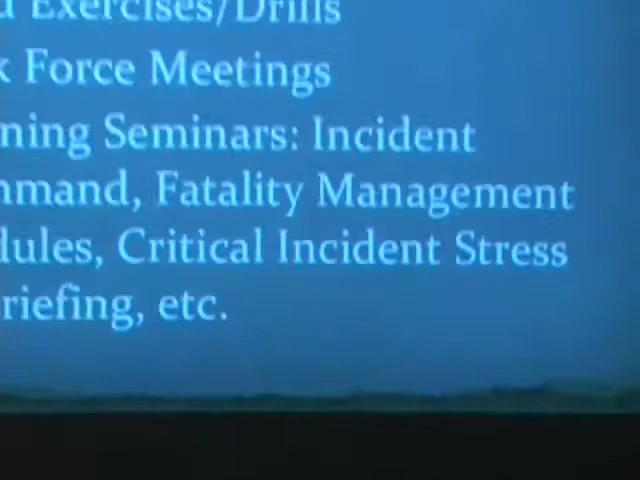 Exercises/Drills
Force Meetings
ning Seminars: Incident
mmand, Fatality Management
dules, Critical Incident Stress
riefing, etc.